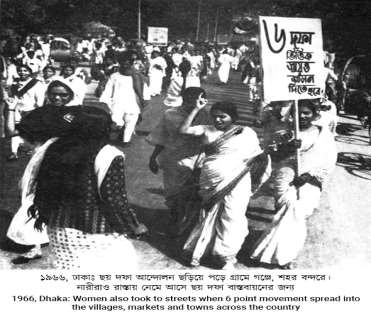 ৬ দফা
ভিত্তিক
দিতে হবে
১৯৬৬, ঢাকাঃ ছয় দফা আন্দোলন ছড়িয়ে পড়ে গ্রামে গঞ্জে, শহর বন্দরে।
নারীরাও রাস্তায় নেমে আসে ছয় দফা বাস্তবায়নের জন্য
1966, Dhaka: Women also took to streets when 6 point movement spread into
the villages, markets and towns across the country